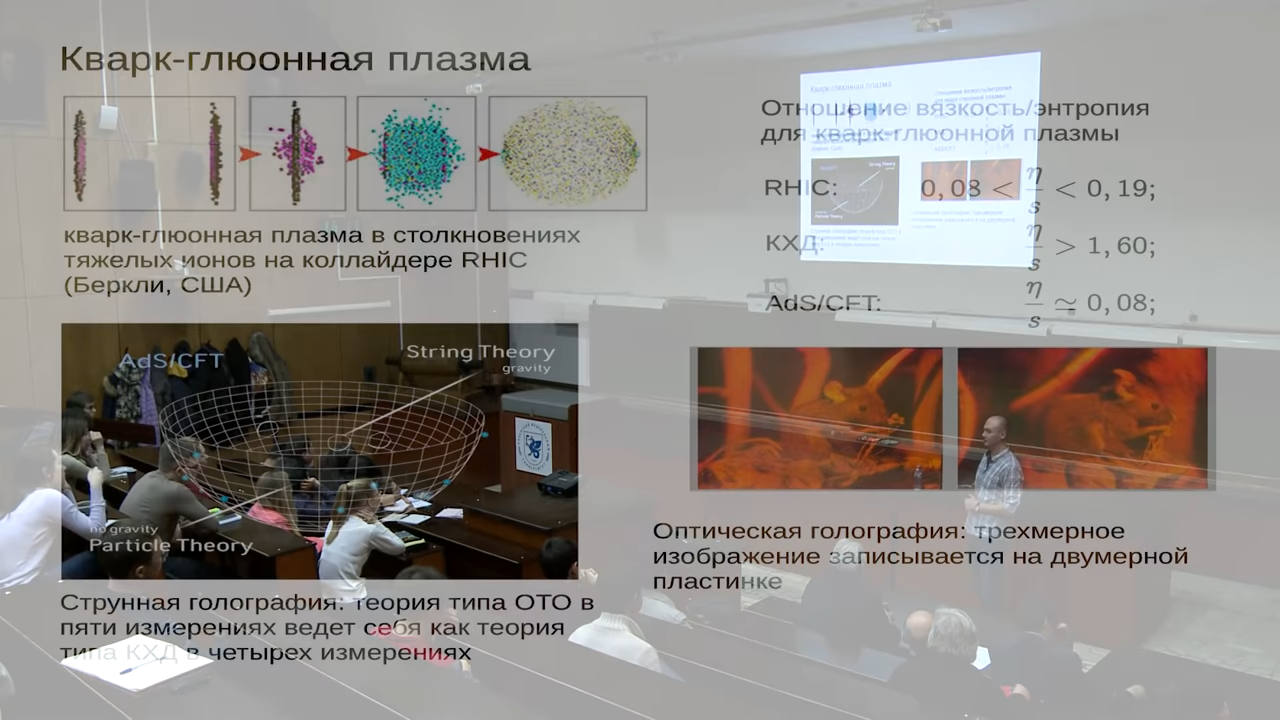 Кварк-глюонная плазма
кварк-глюонная плазма в столкновениях
тяжелых ионов на коллайдере RHIC
(Беркли, США)
AdS/CFT
String Theory
gravity
no gravity
Particle Theory
Струнная голография: теория типа ОТО в
пяти измерениях ведет себя как теория
типа КХД в четырех измерениях
Отношение вязкость/энтропия
для кварк-глюонной плазмы
RHIC: 0,08 < η/s < 0,19;
КХД: η/s > 1,60;
AdS/CFT: η/s ≃ 0,08;
Оптическая голография: трехмерное
изображение записывается на двумерной
пластинке
Кварк-глюонная плазма